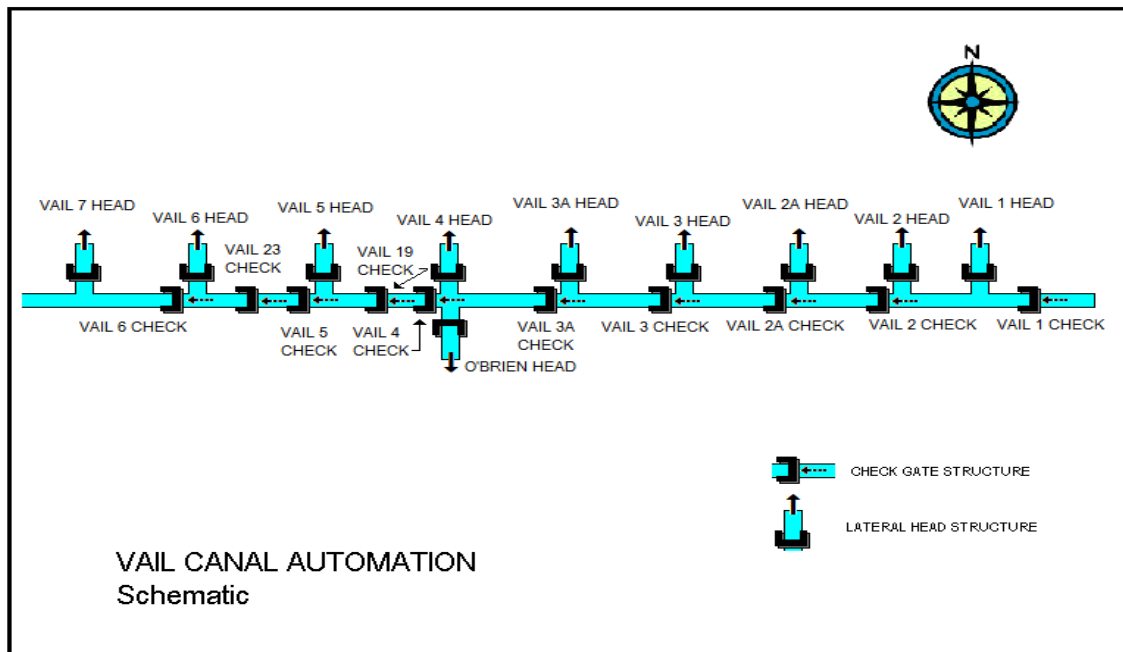 N
VAIL 7 HEAD
VAIL 6 HEAD
VAIL 5 HEAD
VAIL 4 HEAD
VAIL 3A HEAD
VAIL 3 HEAD
VAIL 2A HEAD
VAIL 2 HEAD
VAIL 1 HEAD
VAIL 23
CHECK
VAIL 19
CHECK
VAIL 6 CHECK
VAIL 5
CHECK
VAIL 4
CHECK
VAIL 3A
CHECK
VAIL 3 CHECK
VAIL 2A CHECK
VAIL 2 CHECK
VAIL 1 CHECK
O'BRIEN HEAD
CHECK GATE STRUCTURE
LATERAL HEAD STRUCTURE
VAIL CANAL AUTOMATION
Schematic